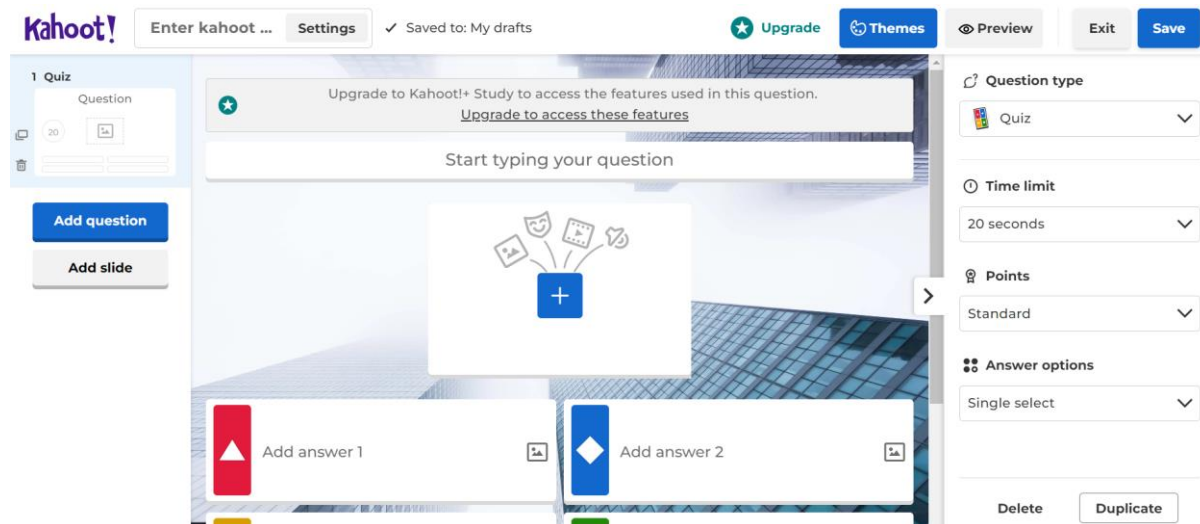 Kahoot!
Enter kahoot ...
Settings
✓ Saved to: My drafts
Upgrade
Themes
Preview
Exit
Save
1 Quiz
Question
20
Add question
Add slide
Upgrade to Kahoot!+ Study to access the features used in this question.
Upgrade to access these features
Start typing your question
Add answer 1
Add answer 2
Question type
Quiz
Time limit
20 seconds
Points
Standard
Answer options
Single select
Delete
Duplicate